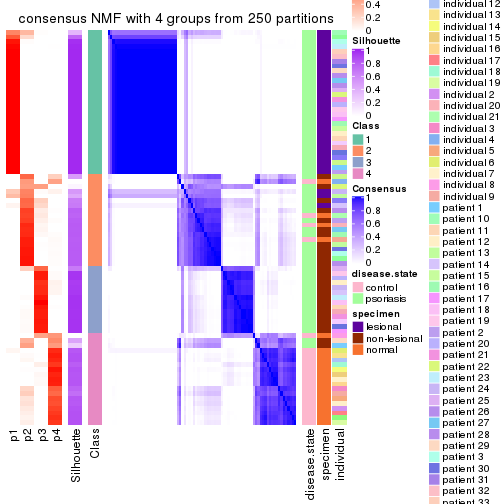 consensus NMF with 4 groups from 250 partitions
p1
p2
p3
p4
Silhouette
Class
disease.state
specimen
individual
0.4
0.2
0
Silhouette
1
0.8
0.6
0.4
0.2
0
Class
1
2
3
4
Consensus
1
0.8
0.6
0.4
0.2
0
disease.state
control
psoriasis
specimen
lesional
non-lesional
normal
individual 12
individual 13
individual 14
individual 15
individual 16
individual 17
individual 18
individual 19
individual 2
individual 20
individual 21
individual 3
individual 4
individual 5
individual 6
individual 7
individual 8
individual 9
patient 1
patient 10
patient 11
patient 12
patient 13
patient 14
patient 15
patient 16
patient 17
patient 18
patient 19
patient 2
patient 20
patient 21
patient 22
patient 23
patient 24
patient 25
patient 26
patient 27
patient 28
patient 29
patient 3
patient 30
patient 31
patient 32
patient 33